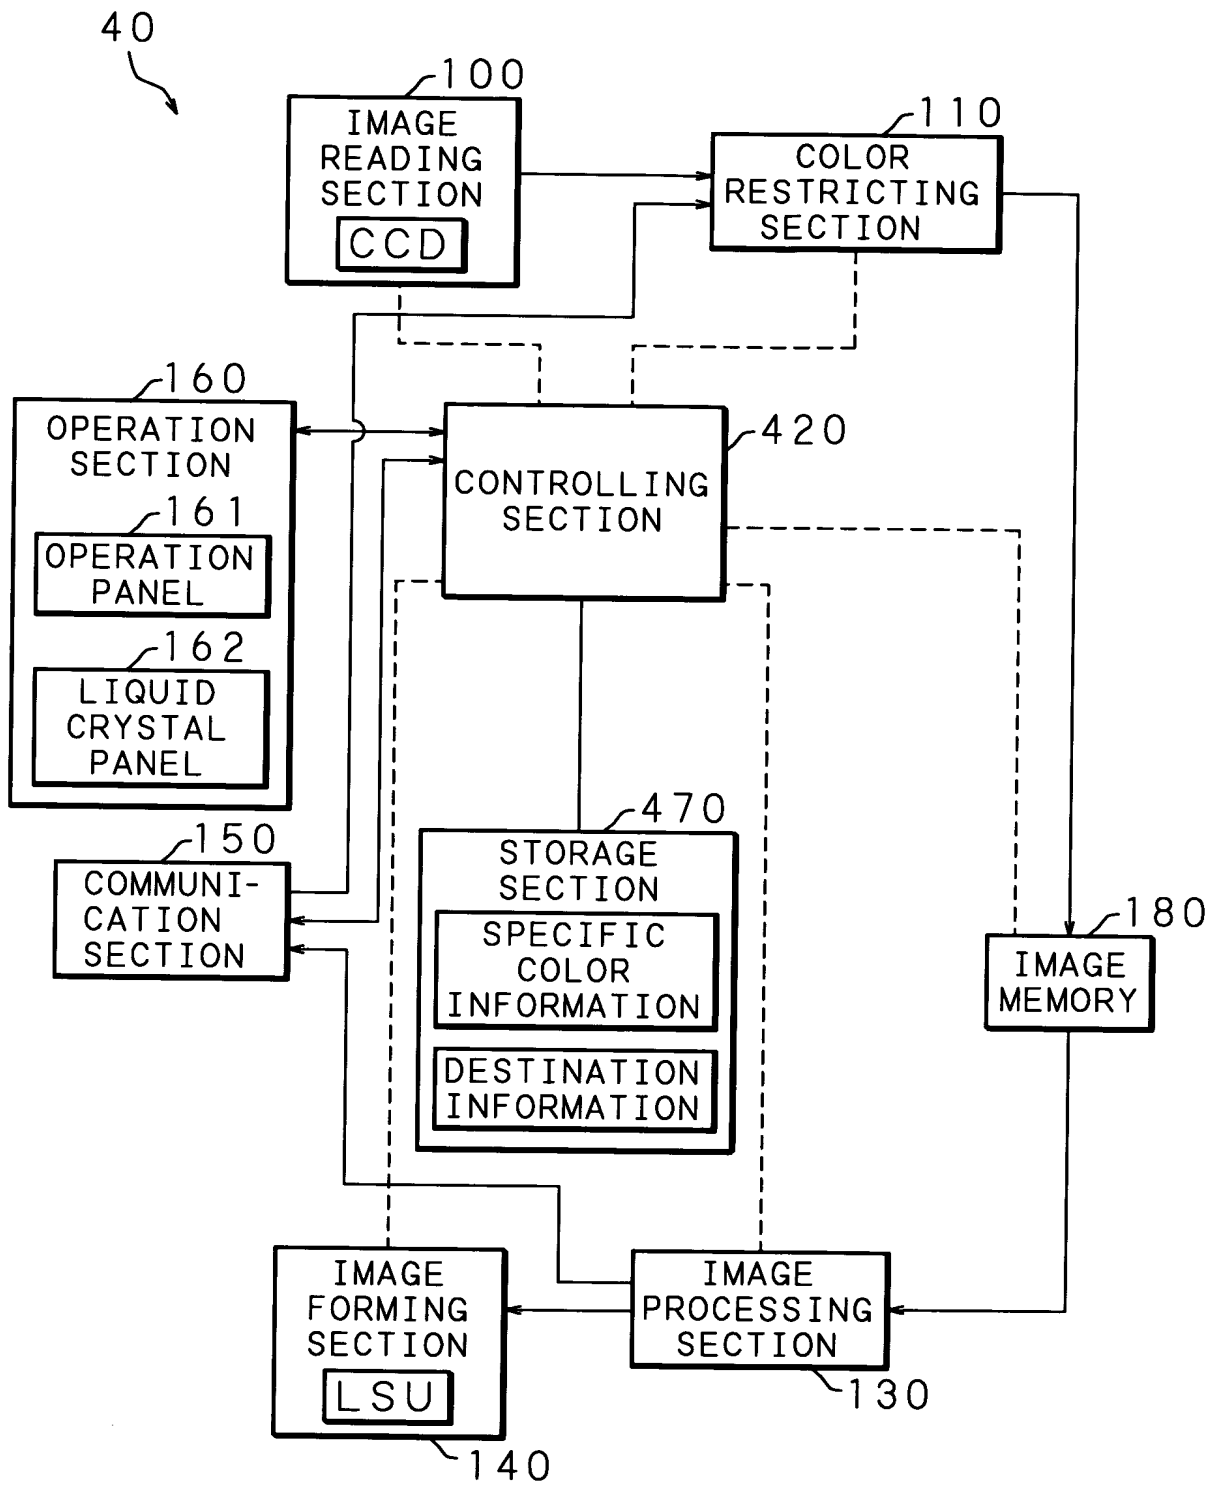 40
100
IMAGE
READING
SECTION
CCD
110
COLOR
RESTRICTING
SECTION
160
OPERATION
SECTION
161
OPERATION
PANEL
162
LIQUID
CRYSTAL
PANEL
420
CONTROLLING
SECTION
150
COMMUNI-
CATION
SECTION
470
STORAGE
SECTION
SPECIFIC
COLOR
INFORMATION
DESTINATION
INFORMATION
180
IMAGE
MEMORY
IMAGE
FORMING
SECTION
LSU
140
IMAGE
PROCESSING
SECTION
130